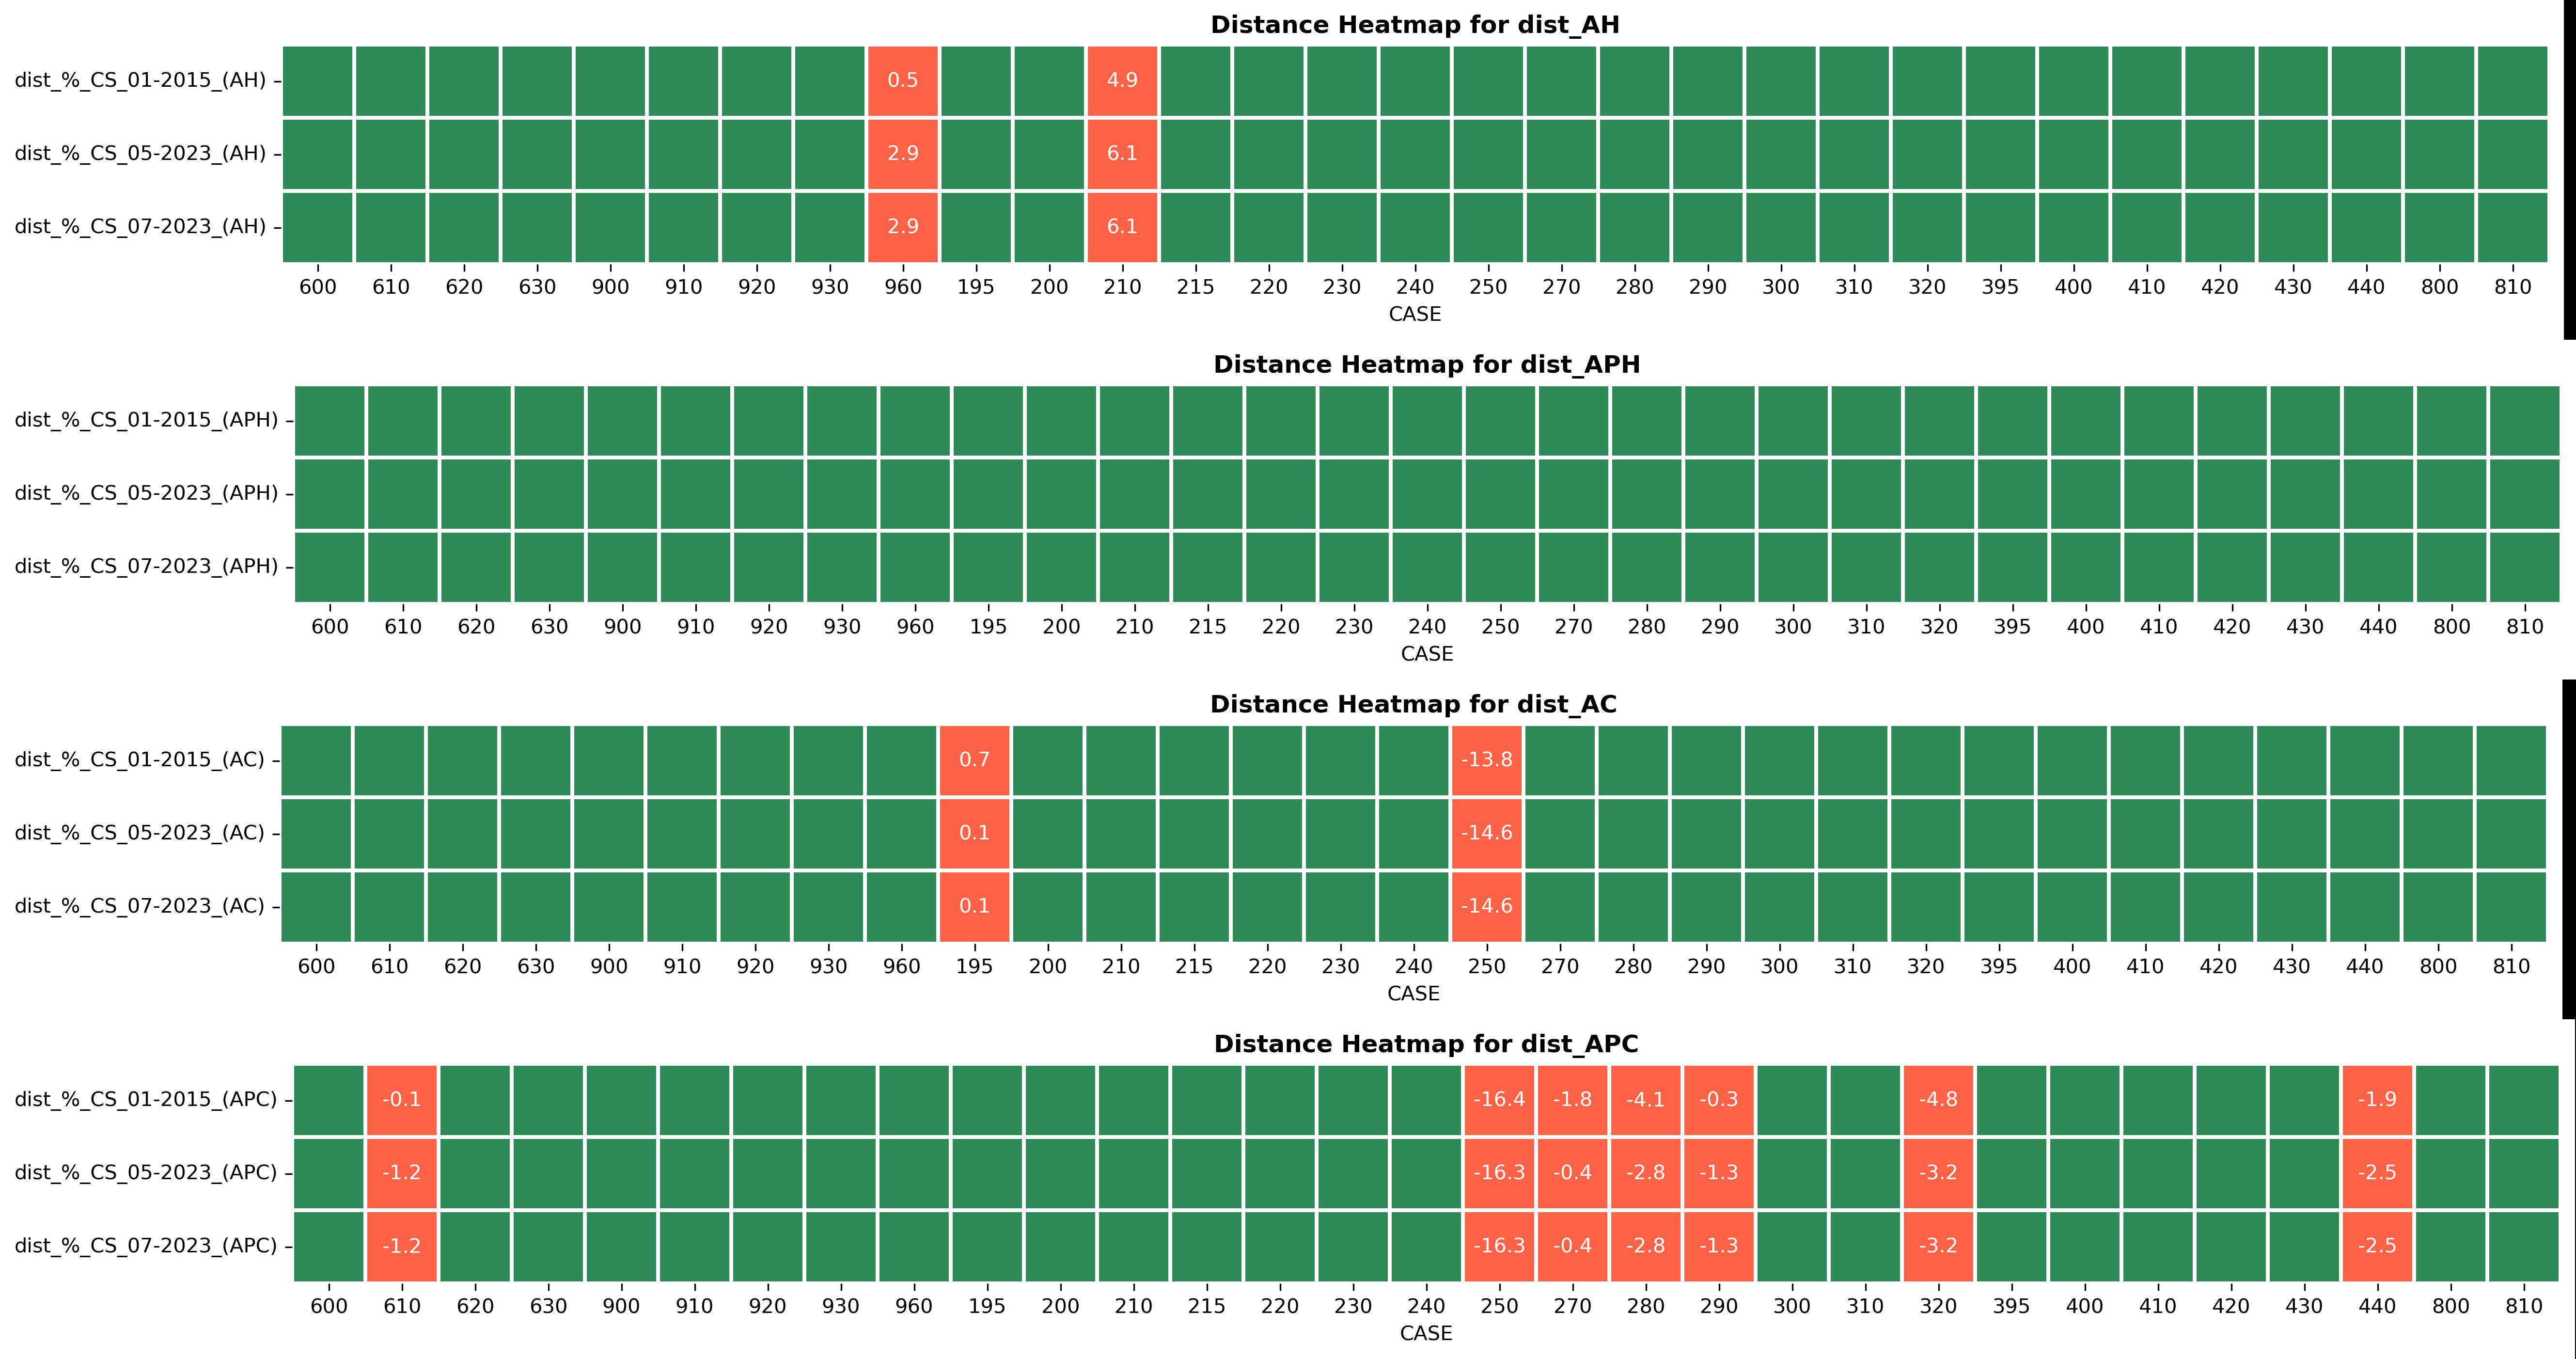 Distance Heatmap for dist_AH
dist_%_CS_01-2015_(AH) 0.5 4.9
dist_%_CS_05-2023_(AH) 2.9 6.1
dist_%_CS_07-2023_(AH) 2.9 6.1
600 610 620 630 900 910 920 930 960 195 200 210 215 220 230 240 250 270 280 290 300 310 320 395 400 410 420 430 440 800 810
CASE
Distance Heatmap for dist_APH
dist_%_CS_01-2015_(APH)
dist_%_CS_05-2023_(APH)
dist_%_CS_07-2023_(APH)
600 610 620 630 900 910 920 930 960 195 200 210 215 220 230 240 250 270 280 290 300 310 320 395 400 410 420 430 440 800 810
CASE
Distance Heatmap for dist_AC
dist_%_CS_01-2015_(AC) 0.7 -13.8
dist_%_CS_05-2023_(AC) 0.1 -14.6
dist_%_CS_07-2023_(AC) 0.1 -14.6
600 610 620 630 900 910 920 930 960 195 200 210 215 220 230 240 250 270 280 290 300 310 320 395 400 410 420 430 440 800 810
CASE
Distance Heatmap for dist_APC
dist_%_CS_01-2015_(APC) -0.1 -16.4 -1.8 -4.1 -0.3 -4.8 -1.9
dist_%_CS_05-2023_(APC) -1.2 -16.3 -0.4 -2.8 -1.3 -3.2 -2.5
dist_%_CS_07-2023_(APC) -1.2 -16.3 -0.4 -2.8 -1.3 -3.2 -2.5
600 610 620 630 900 910 920 930 960 195 200 210 215 220 230 240 250 270 280 290 300 310 320 395 400 410 420 430 440 800 810
CASE